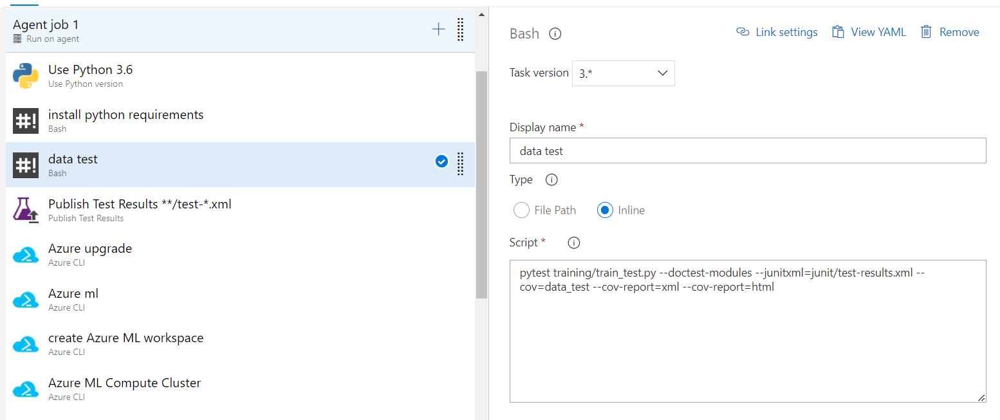 Agent job 1
Run on agent
Use Python 3.6
Use Python version
install python requirements
Bash
data test
Bash
Publish Test Results **/test-*.xml
Publish Test Results
Azure upgrade
Azure CLI
Azure ml
Azure CLI
create Azure ML workspace
Azure CLI
Azure ML Compute Cluster
Azure CLI
Bash
Link settings
View YAML
Remove
Task version
3.*
Display name *
data test
Type
File Path
Inline
Script *
pytest training/train_test.py --doctest-modules --junitxml=junit/test-results.xml --
cov=data_test --cov-report=xml --cov-report=html